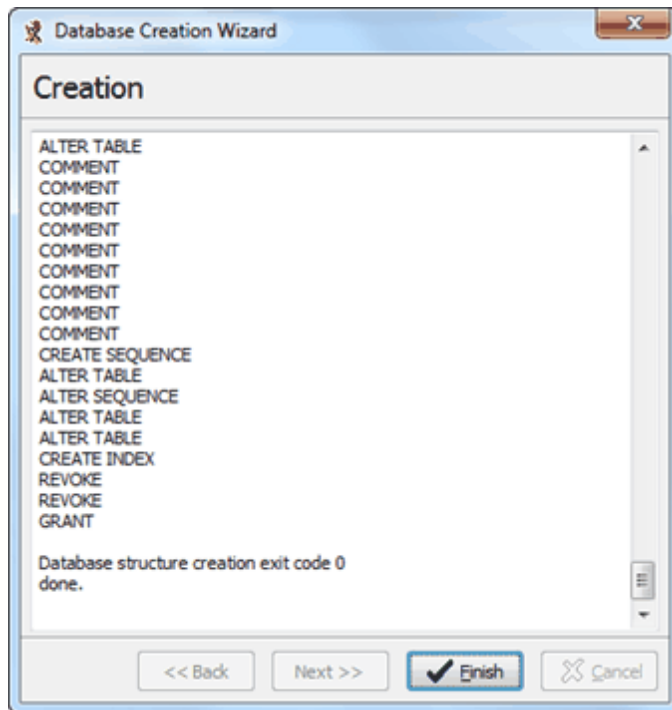 Database Creation Wizard
Creation
ALTER TABLE
COMMENT
COMMENT
COMMENT
COMMENT
COMMENT
COMMENT
COMMENT
COMMENT
COMMENT
CREATE SEQUENCE
ALTER TABLE
ALTER SEQUENCE
ALTER TABLE
ALTER TABLE
CREATE INDEX
REVOKE
REVOKE
GRANT
Database structure creation exit code 0
done.
<< Back Next >> Finish Cancel